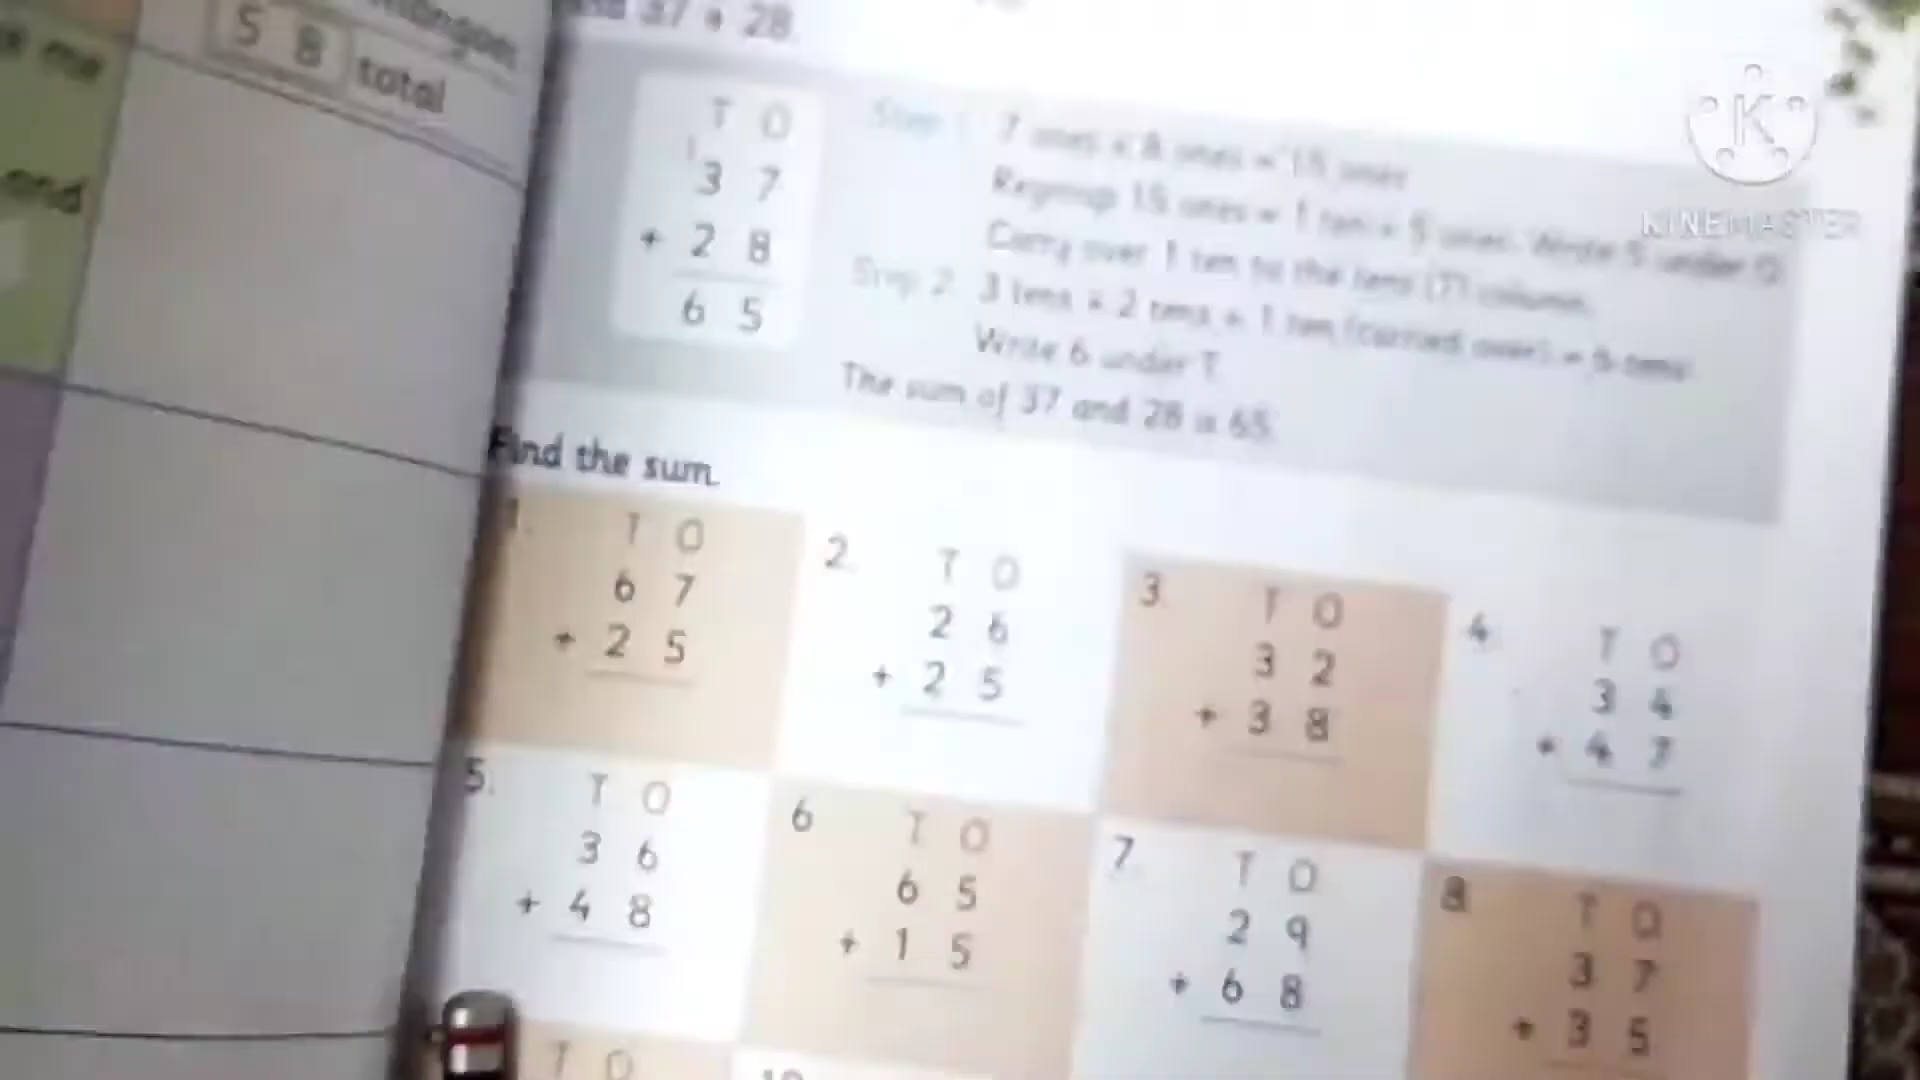 me
and
5 8 total
37 + 28.
T O
1
3 7
+ 2 8
6 5
Step 1 7 ones + 8 ones = 15 ones
Regroup 15 ones = 1 ten + 5 ones. Write 5 under O.
Carry over 1 ten to the tens (T) column.
Step 2 3 tens + 2 tens + 1 ten (carried over) = 6 tens
Write 6 under T.
The sum of 37 and 28 is 65.
Find the sum.
1. T O
6 7
+ 2 5
2. T O
2 6
+ 2 5
3. T O
3 2
+ 3 8
4. T O
3 4
+ 4 7
5. T O
3 6
+ 4 8
6 T O
6 5
+ 1 5
7. T O
2 9
+ 6 8
8. T O
3 7
+ 3 5
T O
10
K
KINEMASTER